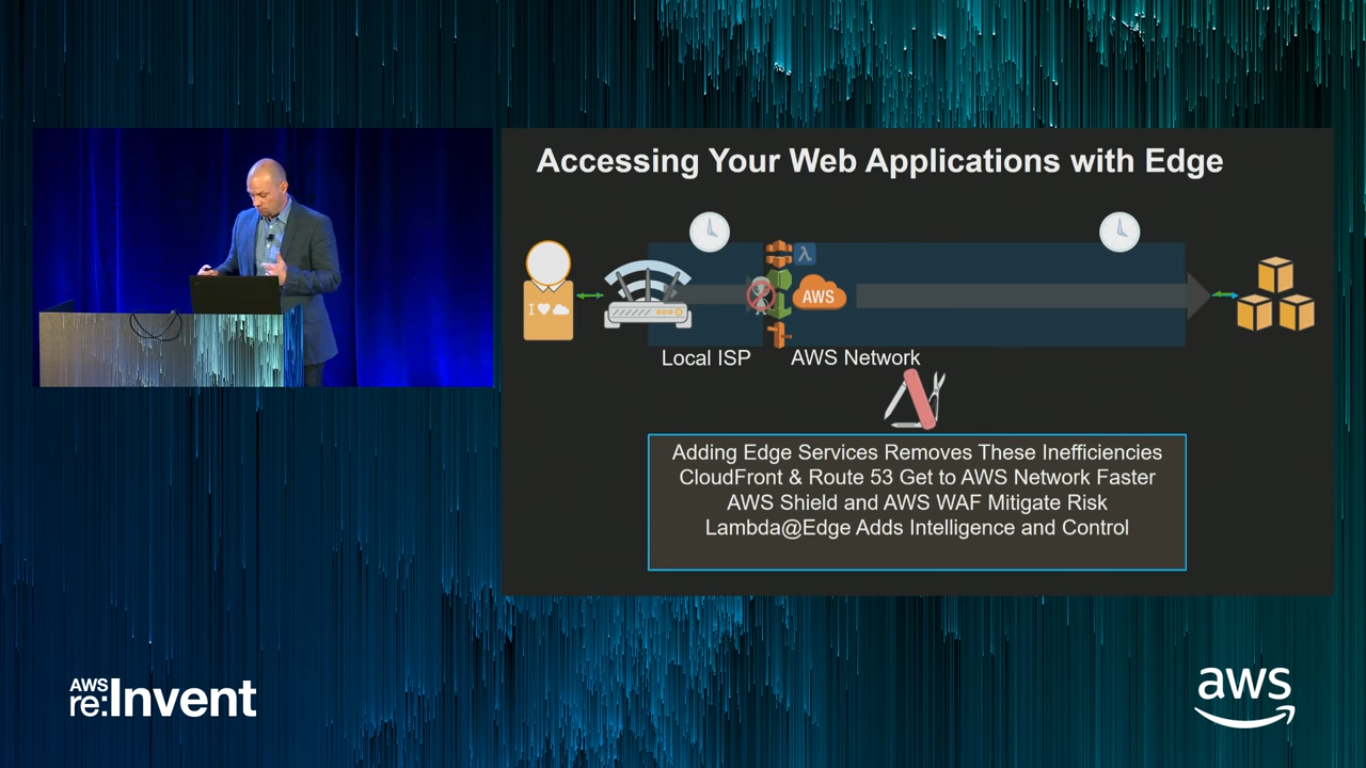 Accessing Your Web Applications with Edge
λ
AWS
I ♥
Local ISP
AWS Network
Adding Edge Services Removes These Inefficiencies
CloudFront & Route 53 Get to AWS Network Faster
AWS Shield and AWS WAF Mitigate Risk
Lambda@Edge Adds Intelligence and Control
AWS
re:Invent
aws